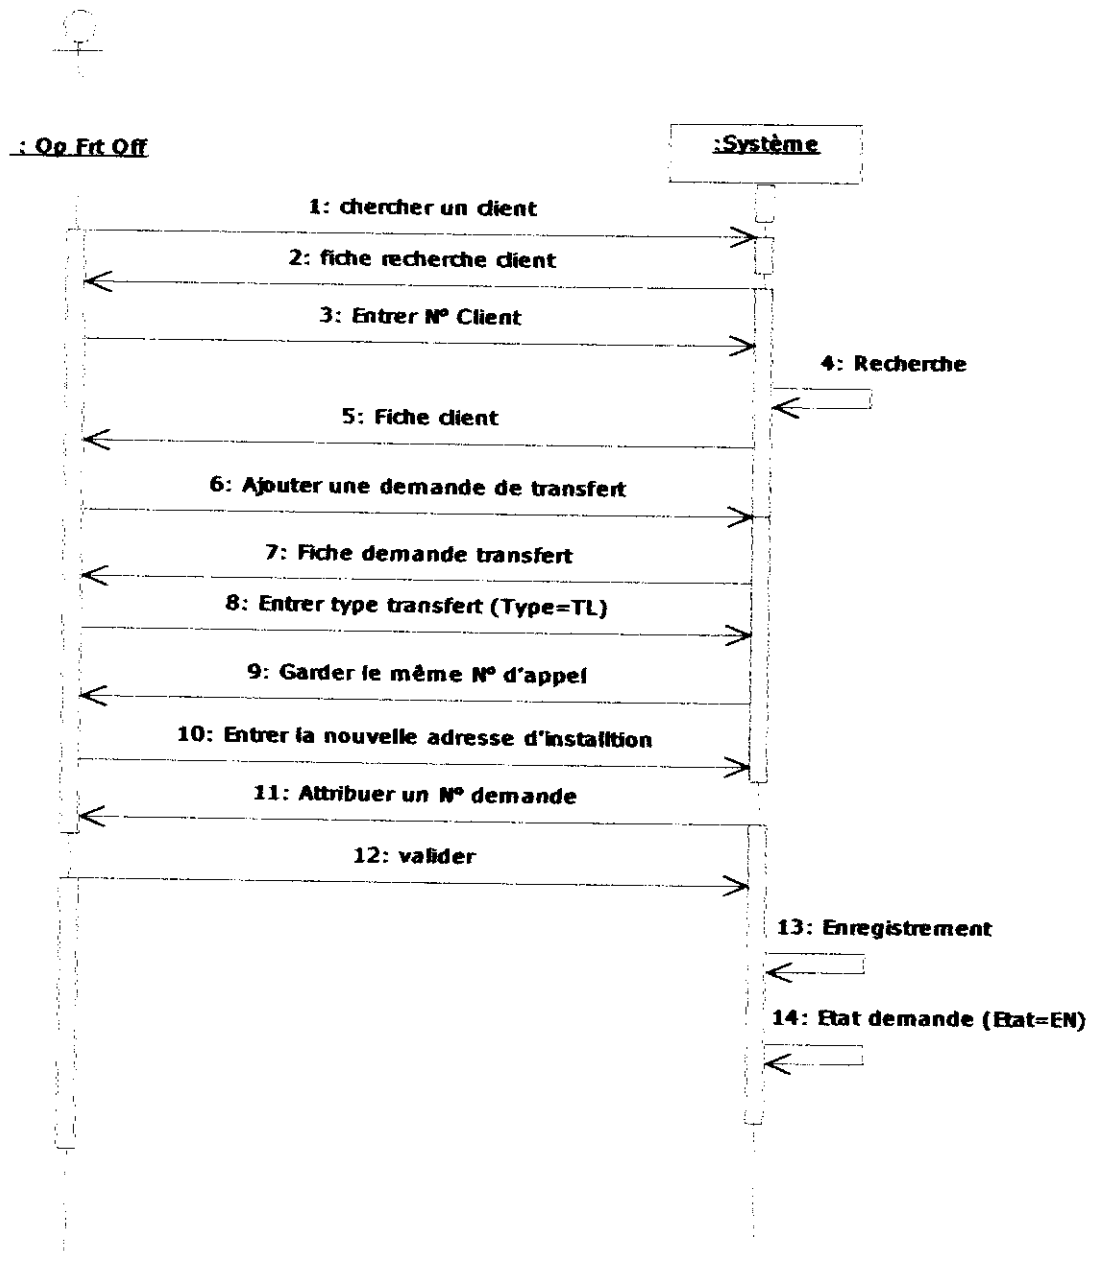 : Op Frt Off
:Système
1: chercher un client
2: fiche recherche client
3: Entrer N° Client
4: Recherche
5: Fiche client
6: Ajouter une demande de transfert
7: Fiche demande transfert
8: Entrer type transfert (Type=TL)
9: Garder le même N° d'appel
10: Entrer la nouvelle adresse d'installtion
11: Attribuer un N° demande
12: valider
13: Enregistrement
14: Etat demande (Etat=EN)